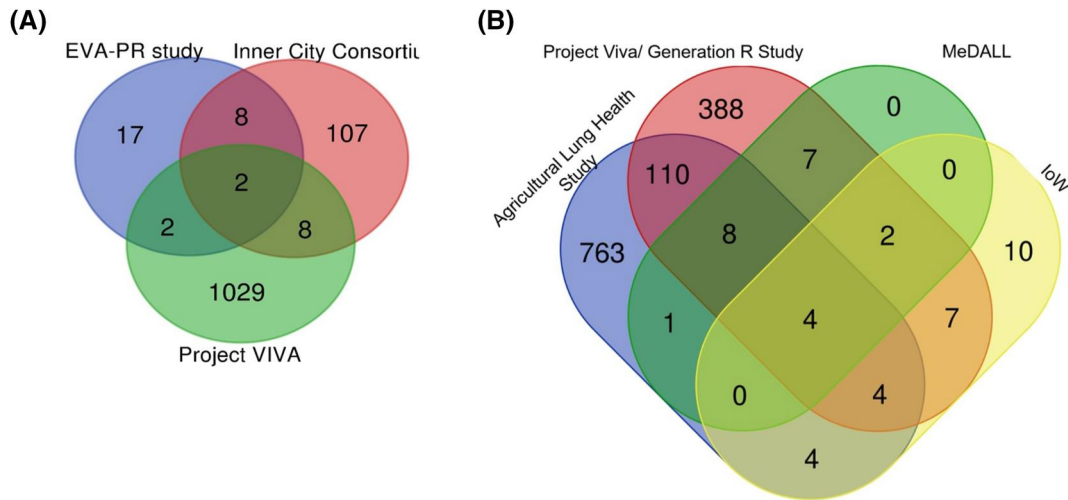 (A)
EVA-PR study
Inner City Consortiu
17
8
107
2
2
8
1029
Project VIVA
(B)
Project Viva/ Generation R Study
MeDALL
Agricultural Lung Health
Study
IoW
388
0
110
7
0
763
8
2
10
1
4
7
0
4
4